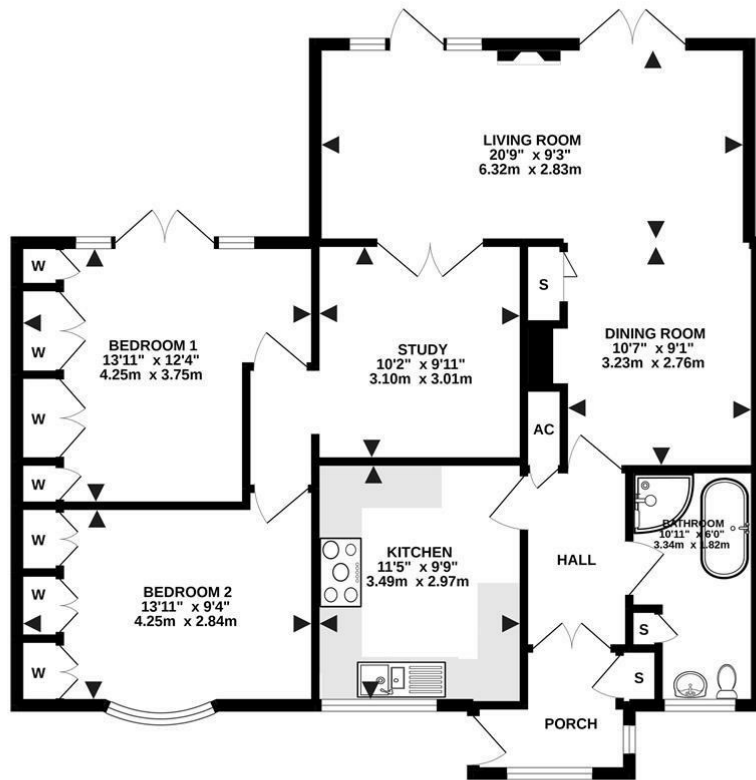 LIVING ROOM
20'9" x 9'3"
6.32m x 2.83m
W
W
W
W
BEDROOM 1
13'11" x 12'4"
4.25m x 3.75m
STUDY
10'2" x 9'11"
3.10m x 3.01m
S
DINING ROOM
10'7" x 9'1"
3.23m x 2.76m
AC
W
W
W
BEDROOM 2
13'11" x 9'4"
4.25m x 2.84m
KITCHEN
11'5" x 9'9"
3.49m x 2.97m
HALL
BATHROOM
10'11" x 6'0"
3.34m x 1.82m
S
S
PORCH